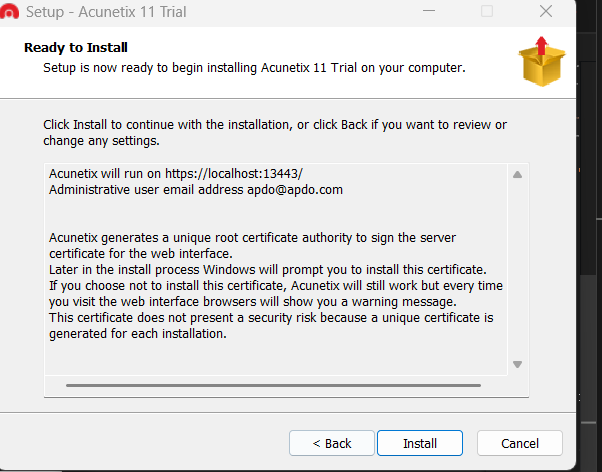 Setup - Acunetix 11 Trial
Ready to Install
Setup is now ready to begin installing Acunetix 11 Trial on your computer.
Click Install to continue with the installation, or click Back if you want to review or
change any settings.
Acunetix will run on https://localhost:13443/
Administrative user email address apdo@apdo.com
Acunetix generates a unique root certificate authority to sign the server
certificate for the web interface.
Later in the install process Windows will prompt you to install this certificate.
If you choose not to install this certificate, Acunetix will still work but every time
you visit the web interface browsers will show you a warning message.
This certificate does not present a security risk because a unique certificate is
generated for each installation.
< Back
Install
Cancel